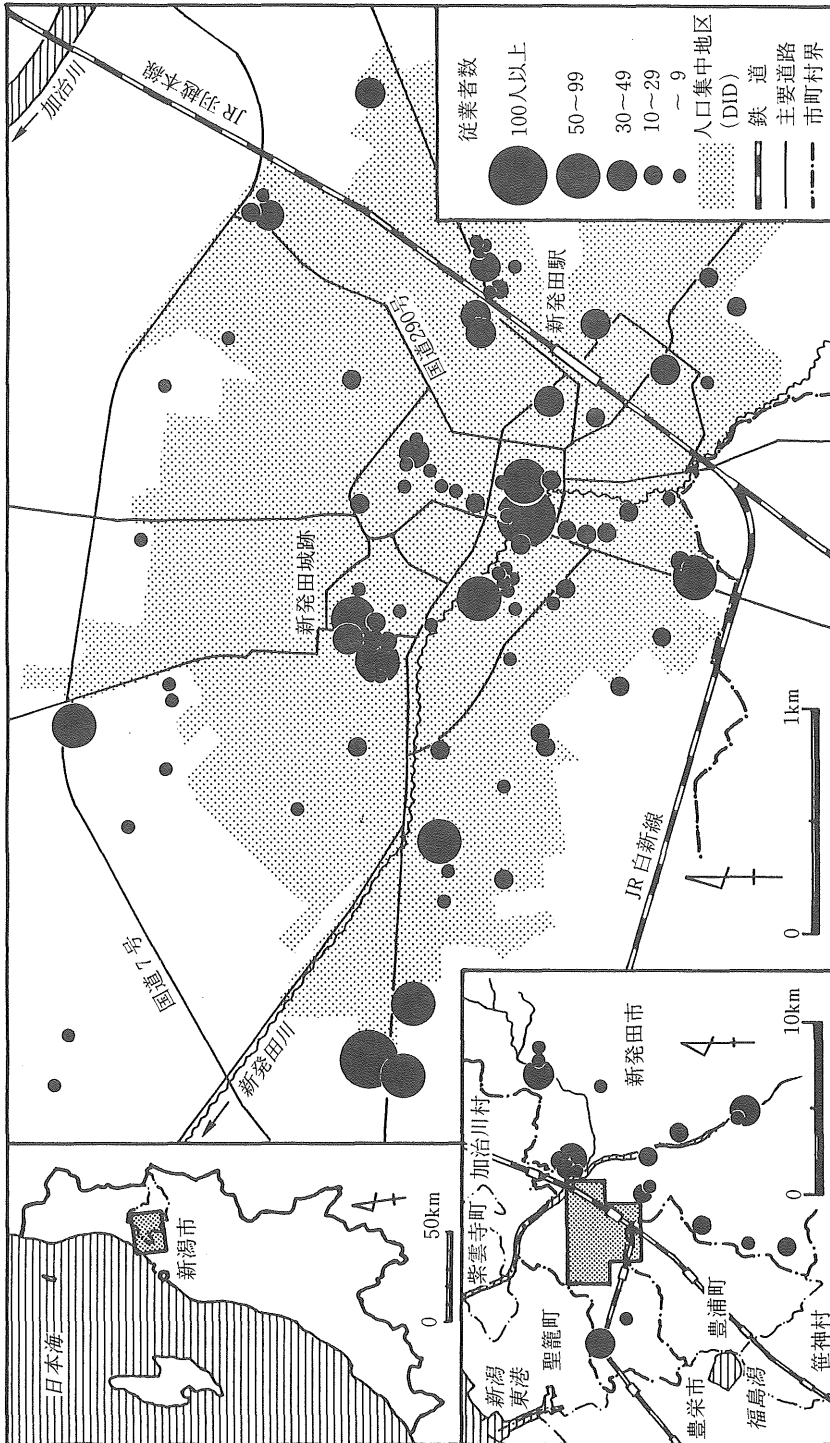 日本海
新潟市
0
50km
新潟
東港
聖籠町
紫雲寺町
加治川村
新発田市
豊栄市
福島潟
豊浦町
笹神村
0
10km
加治川
JR羽越本線
国道7号
国道290号
新発田城跡
新発田川
新発田駅
JR白新線
0
1km
従業者数
100人以上
50~99
30~49
10~29
~9
人口集中地区
(DID)
鉄道
主要道路
市町村界